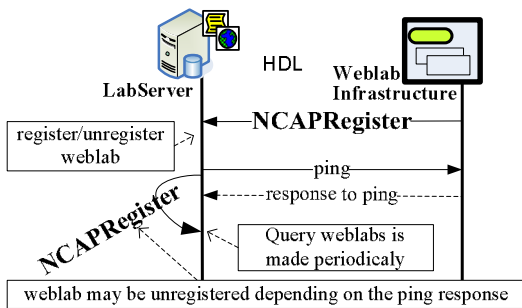 HDL
LabServer
Weblab
Infrastructure
NCAPRegister
register/unregister
weblab
ping
response to ping
NCAPRegister
Query weblabs is
made periodicaly
weblab may be unregistered depending on the ping response